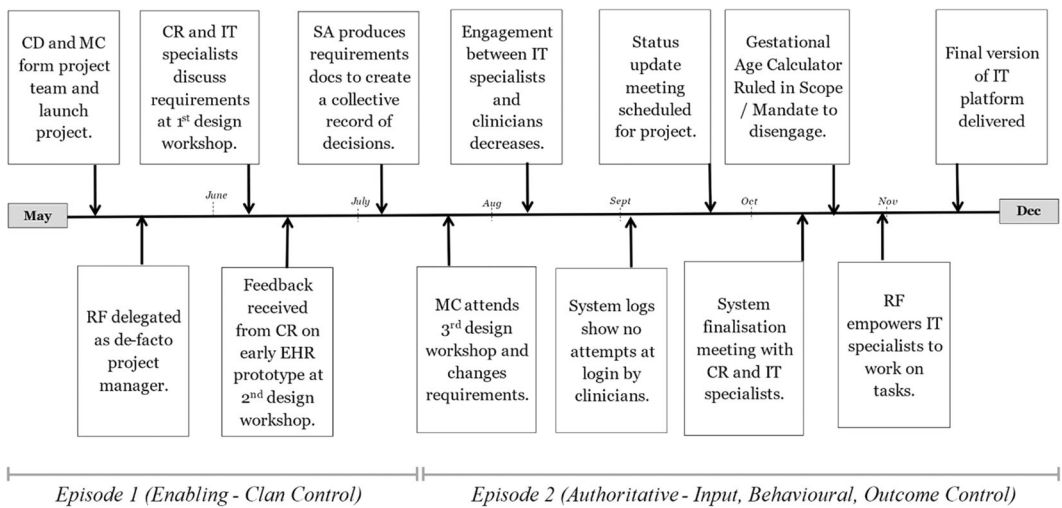 CD and MC
form project
team and
launch
project.
CR and IT
specialists
discuss
requirements
at 1st design
workshop.
SA produces
requirements
docs to create
a collective
record of
decisions.
Engagement
between IT
specialists
and
clinicians
decreases.
Status
update
meeting
scheduled
for project.
Gestational
Age Calculator
Ruled in Scope
/ Mandate to
disengage.
Final version
of IT
platform
delivered
May
June
July
Aug
Sept
Oct
Nov
Dec
RF delegated
as de-facto
project
manager.
Feedback
received
from CR on
early EHR
prototype at
2nd design
workshop.
MC attends
3rd design
workshop and
changes
requirements.
System logs
show no
attempts at
login by
clinicians.
System
finalisation
meeting with
CR and IT
specialists.
RF
empowers IT
specialists to
work on
tasks.
Episode 1 (Enabling - Clan Control)
Episode 2 (Authoritative - Input, Behavioural, Outcome Control)